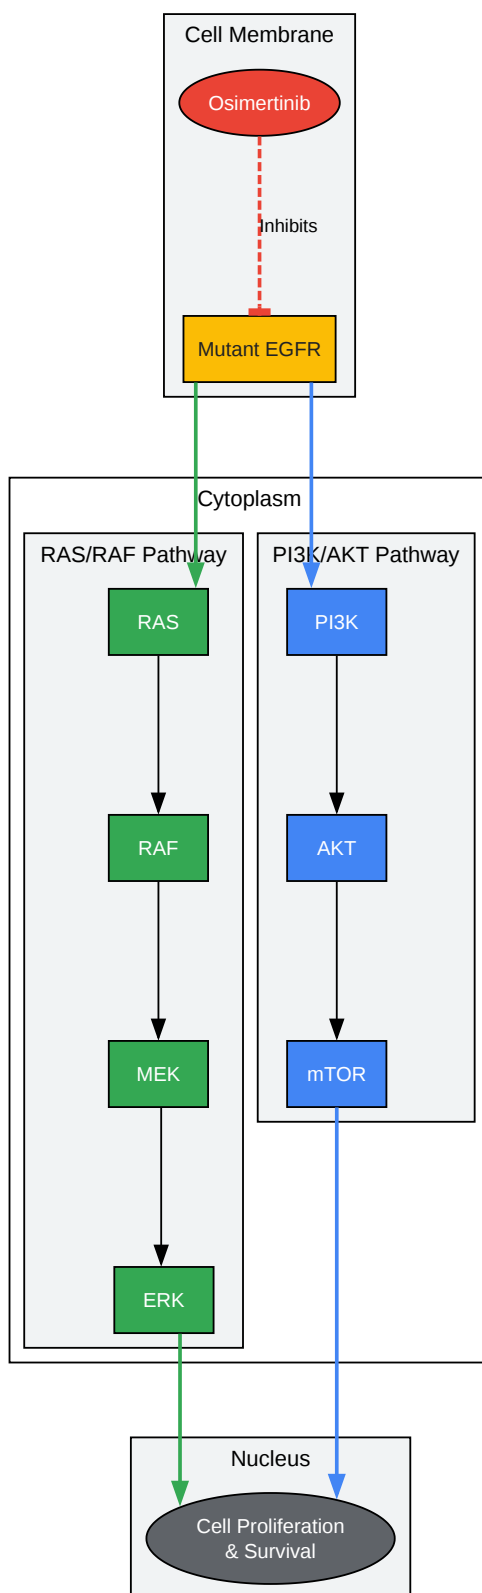 Cell Membrane
Osimertinib
Inhibits
Mutant EGFR
Cytoplasm
RAS/RAF Pathway
PI3K/AKT Pathway
RAS
PI3K
RAF
AKT
MEK
mTOR
ERK
Nucleus
Cell Proliferation
& Survival